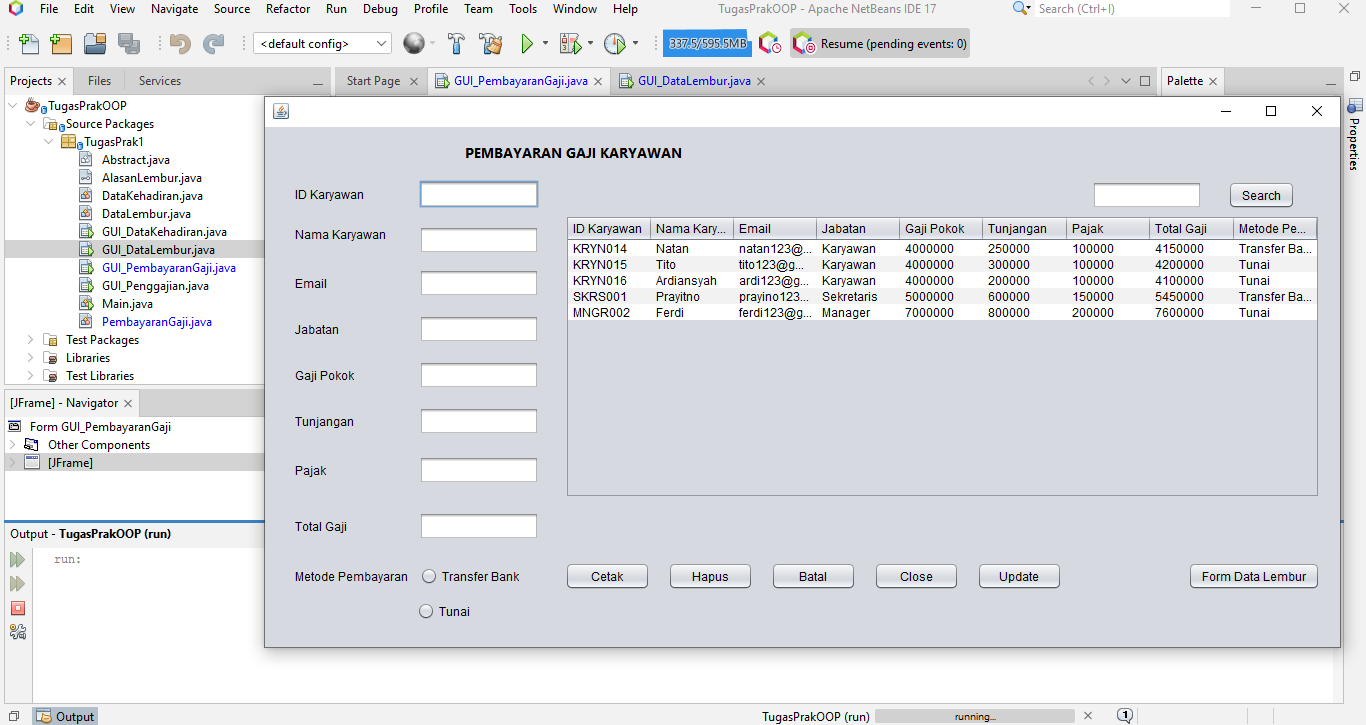 File Edit View Navigate Source Refactor Run Debug Profile Team Tools Window Help TugasPrakOOP - Apache NetBeans IDE 17 Search (Ctrl+I)
<default config> 337.5/595.5MB Resume (pending events: 0)
Projects Files Services Start Page GUI_PembayaranGaji.java GUI_DataLembur.java Palette
TugasPrakOOP
Source Packages
TugasPrak1
Abstract.java
AlasanLembur.java
DataKehadiran.java
DataLembur.java
GUI_DataKehadiran.java
GUI_DataLembur.java
GUI_PembayaranGaji.java
GUI_Penggajian.java
Main.java
PembayaranGaji.java
Test Packages
Libraries
Test Libraries
[JFrame] - Navigator
Form GUI_PembayaranGaji
Other Components
[JFrame]
Output - TugasPrakOOP (run)
run:
PEMBAYARAN GAJI KARYAWAN
ID Karyawan
Nama Karyawan
Email
Jabatan
Gaji Pokok
Tunjangan
Pajak
Total Gaji
Metode Pembayaran Transfer Bank
Tunai
Search
ID Karyawan Nama Kary... Email Jabatan Gaji Pokok Tunjangan Pajak Total Gaji Metode Pe...
KRYN014 Natan natan123@... Karyawan 4000000 250000 100000 4150000 Transfer Ba...
KRYN015 Tito tito123@g... Karyawan 4000000 300000 100000 4200000 Tunai
KRYN016 Ardiansyah ardi123@g... Karyawan 4000000 200000 100000 4100000 Tunai
SKRS001 Prayitno prayino123... Sekretaris 5000000 600000 150000 5450000 Transfer Ba...
MNGR002 Ferdi ferdi123@g... Manager 7000000 800000 200000 7600000 Tunai
Cetak Hapus Batal Close Update Form Data Lembur
Properties
Output TugasPrakOOP (run) running... 1